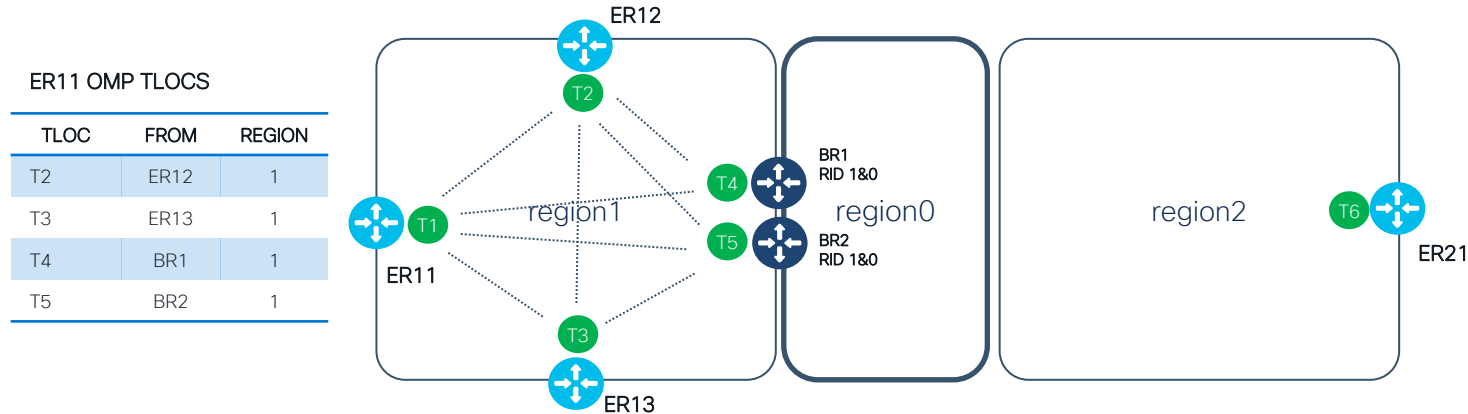 ER11 OMP TLOCS
TLOC FROM REGION
T2 ER12 1
T3 ER13 1
T4 BR1 1
T5 BR2 1
ER12
T2
BR1
RID 1&0
T4
region1
region0
region2
T1
T5
BR2
RID 1&0
T6
ER11
ER21
T3
ER13